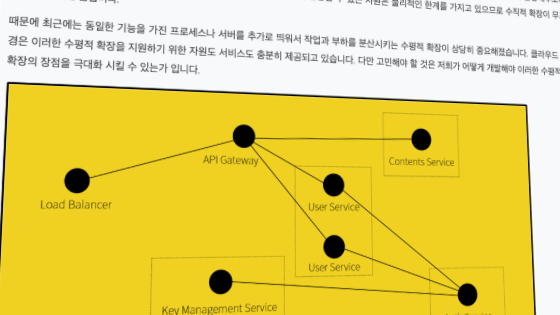 있는 자원은 물리적인 한계를 가지고 있으므로 수직적 확장이
때문에 최근에는 동일한 기능을 가진 프로세스나 서버를 추가로 띄워서 작업과 부하를 분산시키는 수평적 확장이 상당히 중요해졌습니다. 클라우드
경은 이러한 수평적 확장을 지원하기 위한 자원도 서비스도 충분히 제공되고 있습니다. 다만 고민해야 할 것은 저희가 어떻게 개발해야 이러한 수평적
확장의 장점을 극대화 시킬 수 있는가 입니다.
API Gateway
Contents Service
Load Balancer
User Service
User Service
Key Management Service